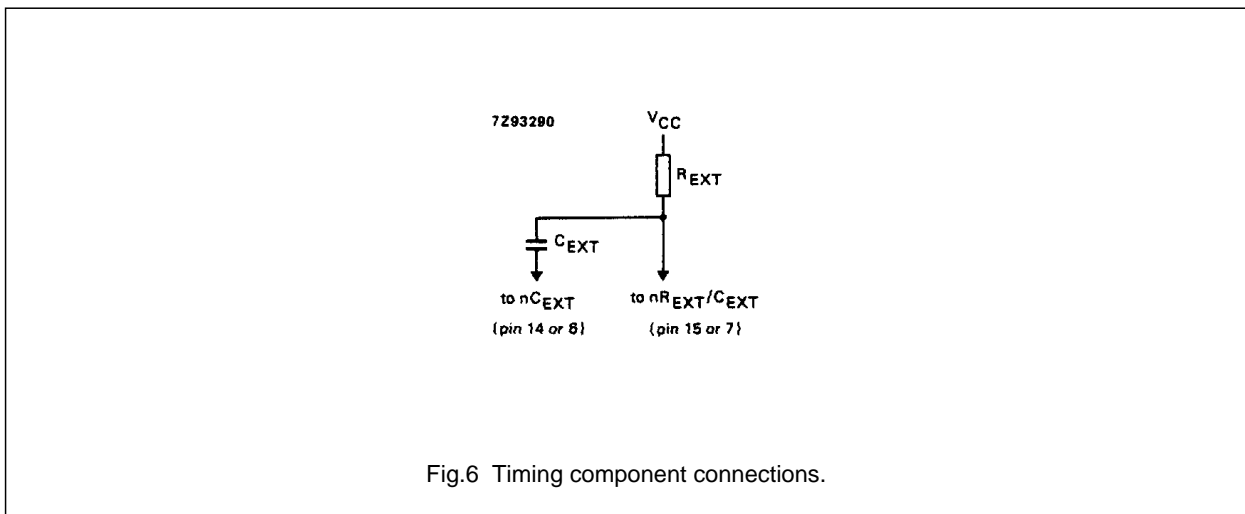 7Z93290
VCC
REXT
CEXT
to nCEXT
(pin 14 or 6)
to nREXT/CEXT
(pin 15 or 7)
Fig.6 Timing component connections.